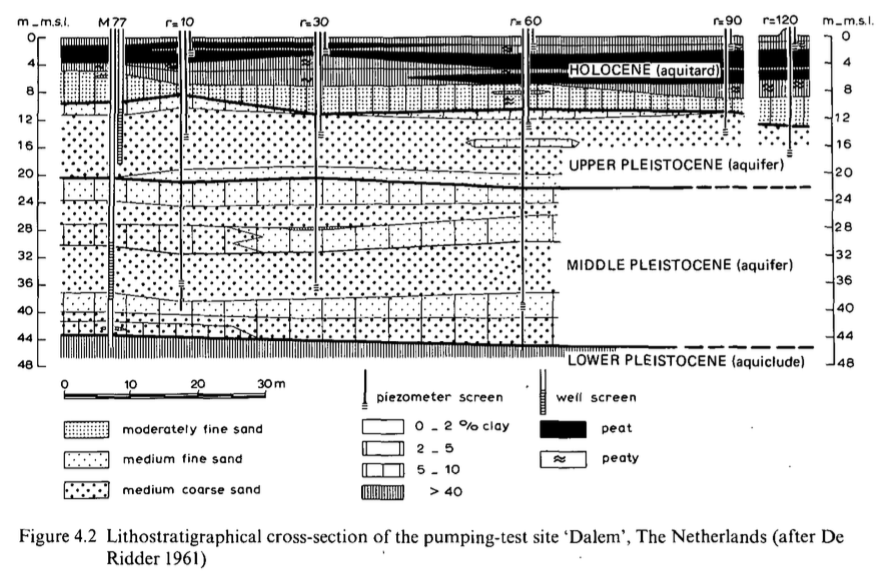 m_m.s.l. M 77 r=10 r=30 r=60 r=90 r=120 m_m.s.l.
0 0
4 HOLOCENE (aquitard) 4
8 8
12 12
16 16
UPPER PLEISTOCENE (aquifer)
20 20
24 24
28 28
MIDDLE PLEISTOCENE (aquifer)
32 32
36 36
40 40
44 44
48 LOWER PLEISTOCENE (aquiclude) 48
0 10 20 30 m
piezometer screen well screen
moderately fine sand 0 _ 2 % clay peat
medium fine sand 2 _ 5 peaty
5 _ 10
medium coarse sand > 40
Figure 4.2 Lithostratigraphical cross-section of the pumping-test site ‘Dalem’, The Netherlands (after De
Ridder 1961)